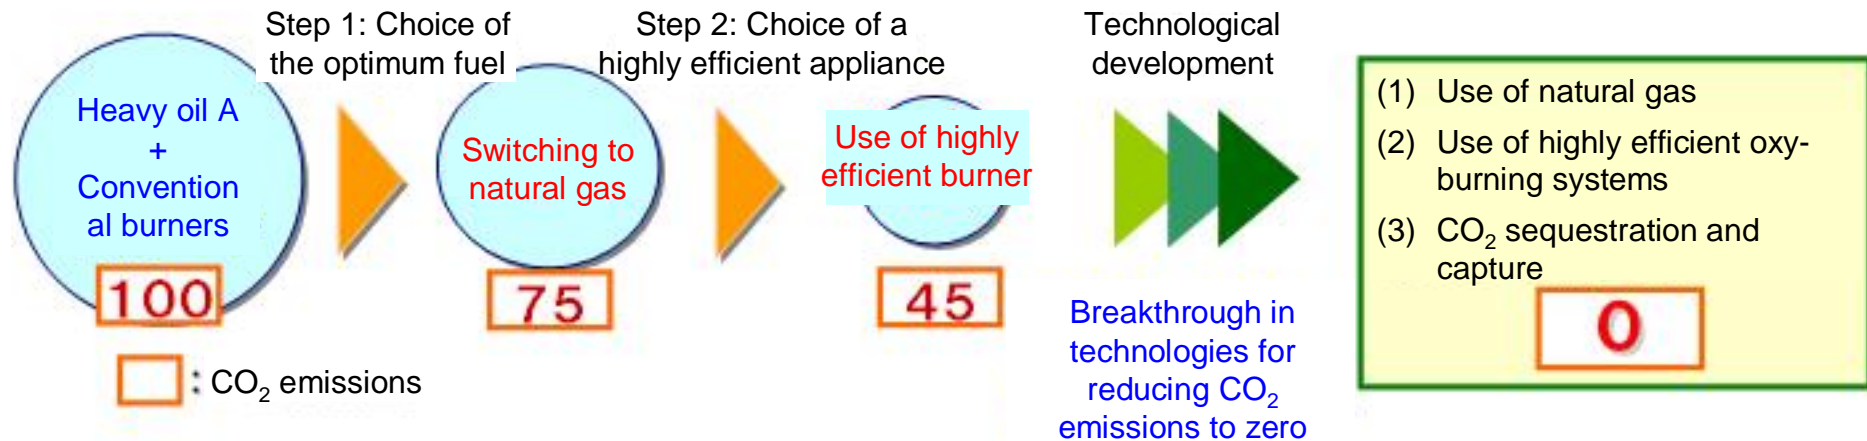 Step 1: Choice of
the optimum fuel
Step 2: Choice of a
highly efficient appliance
Technological
development
Heavy oil A
+
Convention
al burners
100
Switching to
natural gas
75
Use of highly
efficient burner
45
Breakthrough in
technologies for
reducing CO₂
emissions to zero
(1) Use of natural gas
(2) Use of highly efficient oxy-
burning systems
(3) CO₂ sequestration and
capture
0
: CO₂ emissions